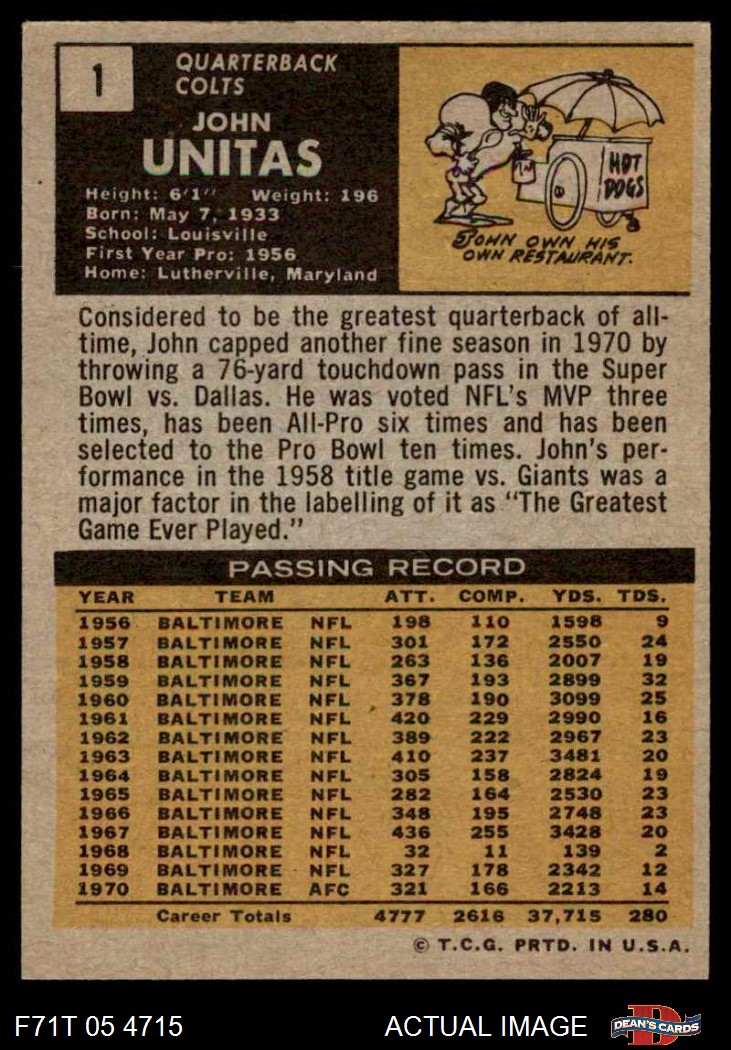 1
QUARTERBACK
COLTS
JOHN
UNITAS
Height: 6'1'' Weight: 196
Born: May 7, 1933
School: Louisville
First Year Pro: 1956
Home: Lutherville, Maryland
HOT
DOGS
JOHN OWN HIS
OWN RESTAURANT.
Considered to be the greatest quarterback of all-
time, John capped another fine season in 1970 by
throwing a 76-yard touchdown pass in the Super
Bowl vs. Dallas. He was voted NFL's MVP three
times, has been All-Pro six times and has been
selected to the Pro Bowl ten times. John's per-
formance in the 1958 title game vs. Giants was a
major factor in the labelling of it as "The Greatest
Game Ever Played."
PASSING RECORD
YEAR TEAM ATT. COMP. YDS. TDS.
1956 BALTIMORE NFL 198 110 1598 9
1957 BALTIMORE NFL 301 172 2550 24
1958 BALTIMORE NFL 263 136 2007 19
1959 BALTIMORE NFL 367 193 2899 32
1960 BALTIMORE NFL 378 190 3099 25
1961 BALTIMORE NFL 420 229 2990 16
1962 BALTIMORE NFL 389 222 2967 23
1963 BALTIMORE NFL 410 237 3481 20
1964 BALTIMORE NFL 305 158 2824 19
1965 BALTIMORE NFL 282 164 2530 23
1966 BALTIMORE NFL 348 195 2748 23
1967 BALTIMORE NFL 436 255 3428 20
1968 BALTIMORE NFL 32 11 139 2
1969 BALTIMORE NFL 327 178 2342 12
1970 BALTIMORE AFC 321 166 2213 14
Career Totals 4777 2616 37,715 280
© T.C.G. PRTD. IN U.S.A.
F71T 05 4715 ACTUAL IMAGE D DEAN'S CARDS